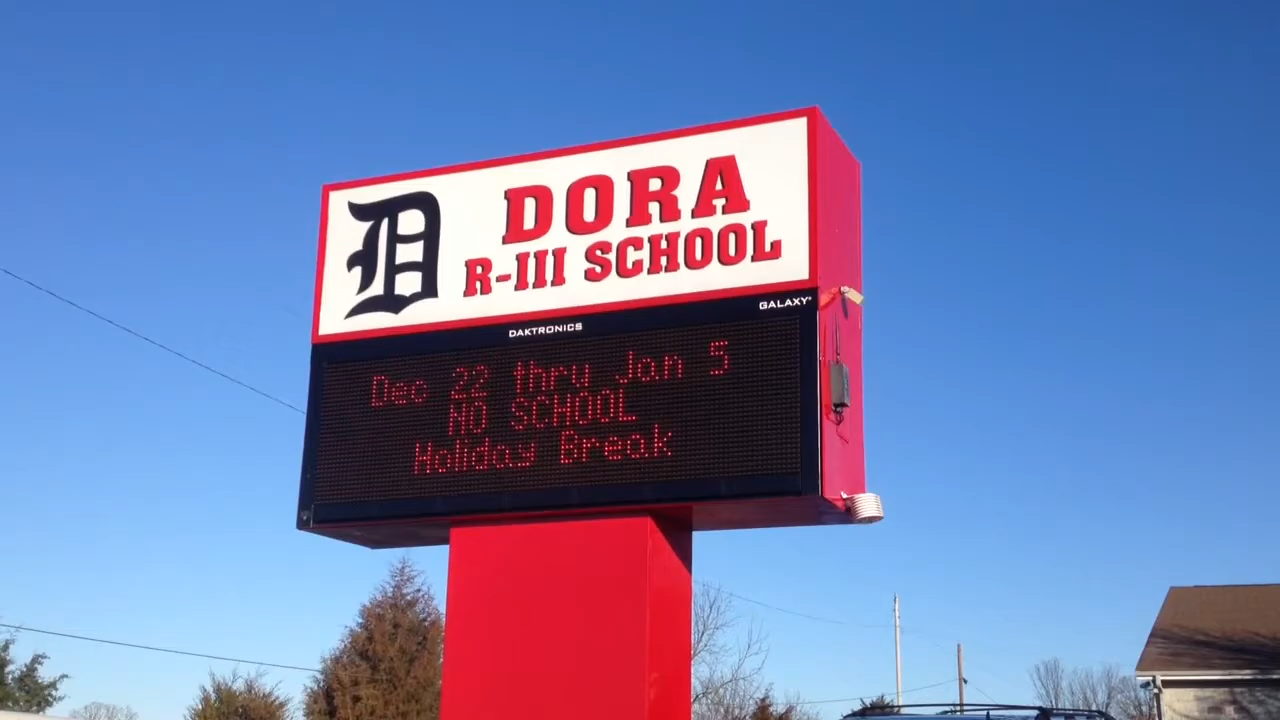 D
DORA
R-III SCHOOL
GALAXY®
DAKTRONICS
Dec 22 thru Jan 5
NO SCHOOL
Holiday Break